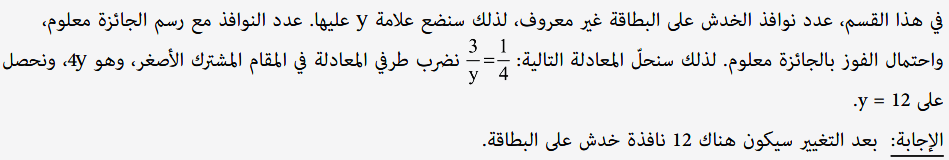 في هذا القسم، عدد نوافذ الخدش على البطاقة غير معروف، لذلك سنضع علامة y عليها. عدد النوافذ مع رسم الجائزة معلوم،
واحتمال الفوز بالجائزة معلوم. لذلك سنحلّ المعادلة التالية: 3/y = 1/4 نضرب طرفي المعادلة في المقام المشترك الأصغر، وهو 4y، ونحصل
على y = 12.
الإجابة: بعد التغيير سيكون هناك 12 نافذة خدش على البطاقة.